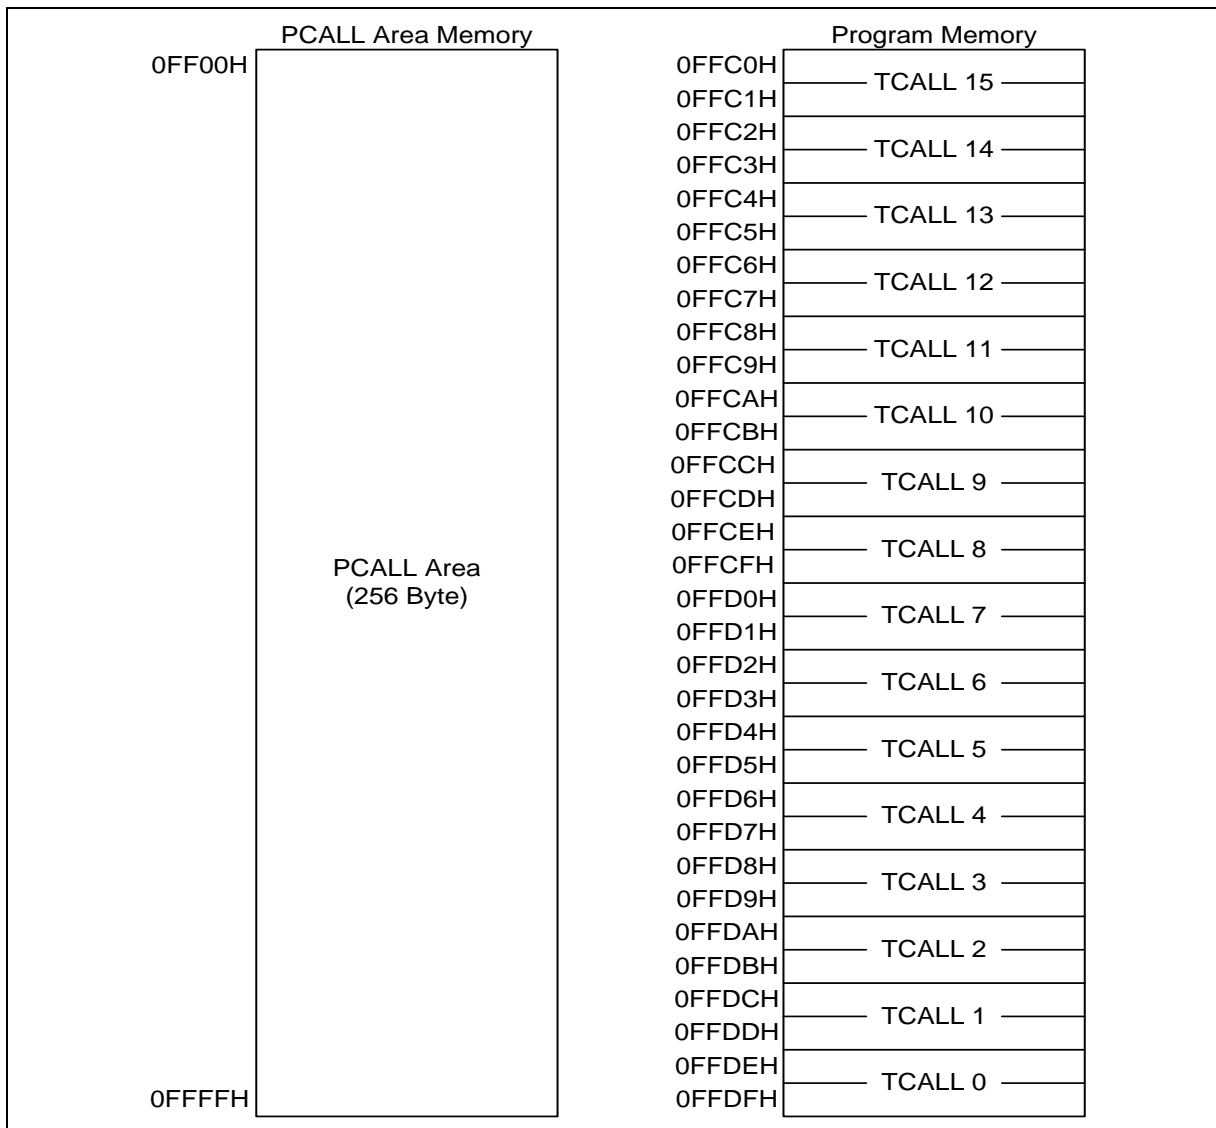 PCALL Area Memory
0FF00H
PCALL Area
(256 Byte)
0FFFFH
Program Memory
0FFC0H
TCALL 15
0FFC1H
0FFC2H
TCALL 14
0FFC3H
0FFC4H
TCALL 13
0FFC5H
0FFC6H
TCALL 12
0FFC7H
0FFC8H
TCALL 11
0FFC9H
0FFCAH
TCALL 10
0FFCBH
0FFCCH
TCALL 9
0FFCDH
0FFCEH
TCALL 8
0FFCFH
0FFD0H
TCALL 7
0FFD1H
0FFD2H
TCALL 6
0FFD3H
0FFD4H
TCALL 5
0FFD5H
0FFD6H
TCALL 4
0FFD7H
0FFD8H
TCALL 3
0FFD9H
0FFDAH
TCALL 2
0FFDBH
0FFDCH
TCALL 1
0FFDDH
0FFDEH
TCALL 0
0FFDFH